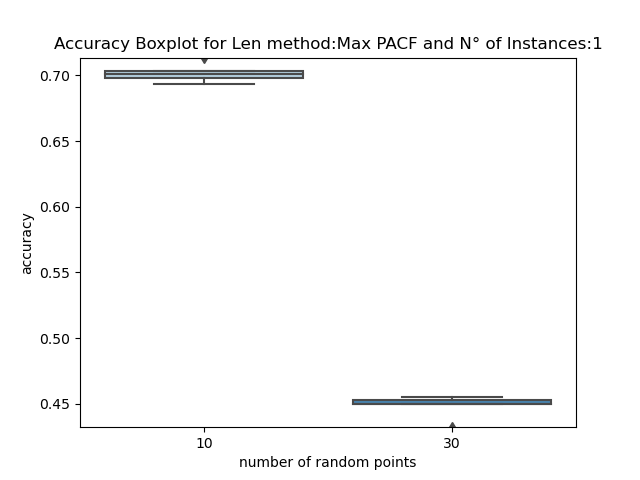 Accuracy Boxplot for Len method:Max PACF and N° of Instances:1
0.70
0.65
0.60
0.55
0.50
0.45
accuracy
10 30
number of random points